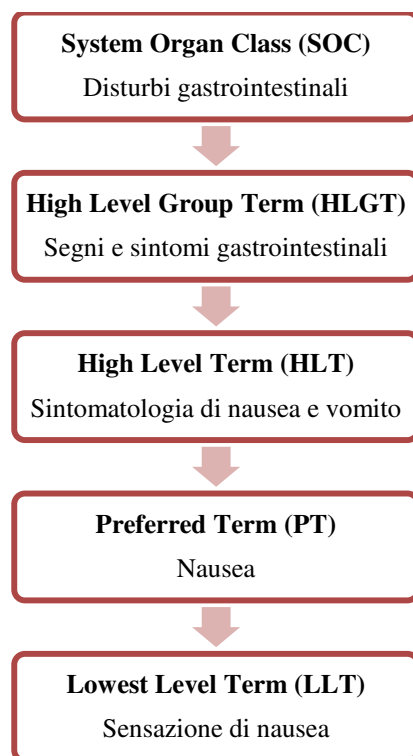 System Organ Class (SOC)
Disturbi gastrointestinali
High Level Group Term (HLGT)
Segni e sintomi gastrointestinali
High Level Term (HLT)
Sintomatologia di nausea e vomito
Preferred Term (PT)
Nausea
Lowest Level Term (LLT)
Sensazione di nausea